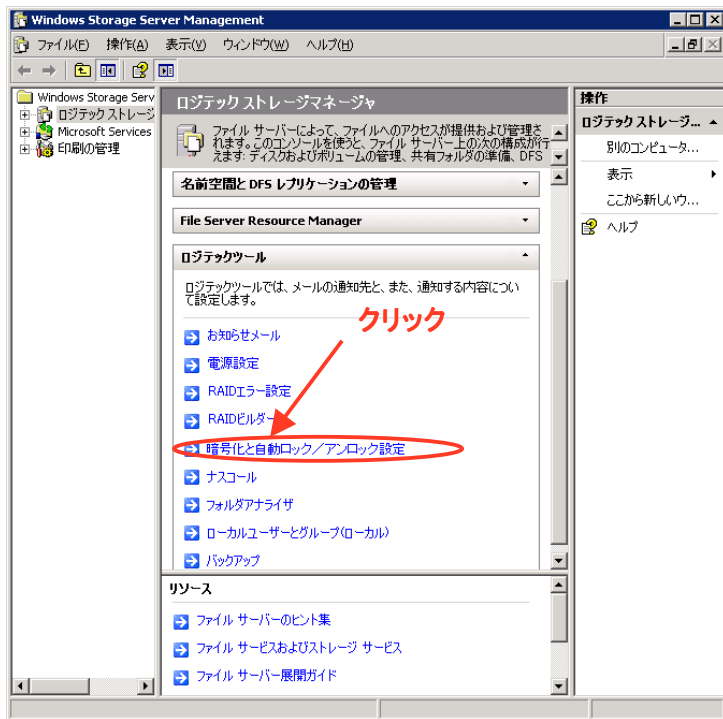 Windows Storage Server Management
ファイル(F) 操作(A) 表示(V) ウィンドウ(W) ヘルプ(H)
Windows Storage Serv
ロジテック ストレージ
Microsoft Services
印刷の管理
ロジテック ストレージマネージャ
ファイル サーバーによって、ファイルへのアクセスが提供および管理さ
れます。このコンソールを使うと、ファイル サーバー上の次の構成が行
えます: ディスクおよびボリュームの管理、共有フォルダの準備、DFS
名前空間と DFS レプリケーションの管理
File Server Resource Manager
ロジテックツール
ロジテックツールでは、メールの通知先と、また、通知する内容につい
て設定します。
クリック
お知らせメール
電源設定
RAIDエラー設定
RAIDビルダー
暗号化と自動ロック／アンロック設定
ナスコール
フォルダアナライザ
ローカルユーザーとグループ(ローカル)
バックアップ
リソース
ファイル サーバーのヒント集
ファイル サービスおよびストレージ サービス
ファイル サーバー展開ガイド
操作
ロジテック ストレージ...
別のコンピュータ...
表示
ここから新しいウ...
ヘルプ